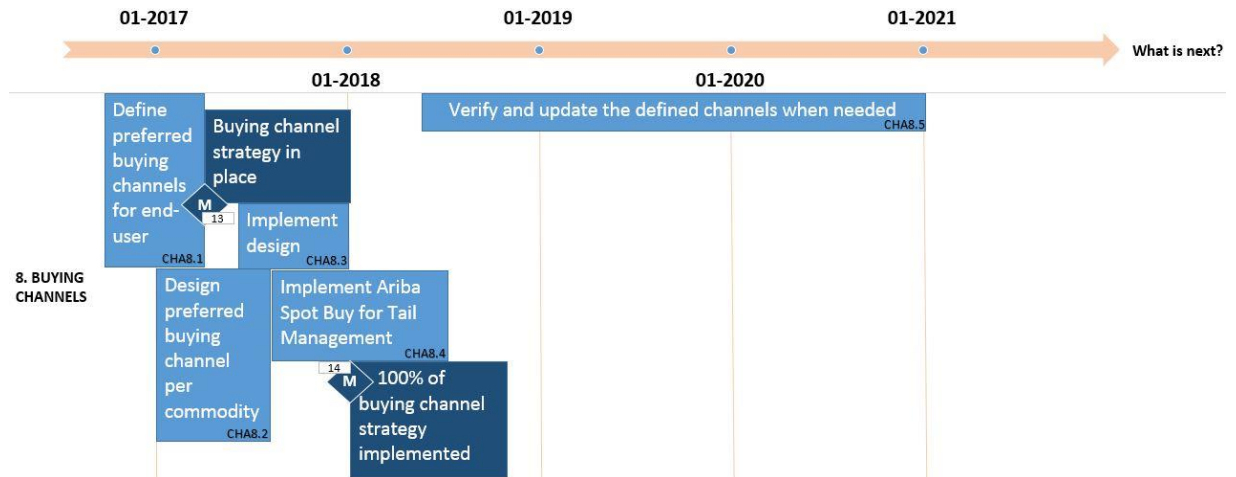 01-2017
01-2019
01-2021
What is next?
01-2018
01-2020
Define
preferred
buying
channels
for end-
user
CHA8.1
Buying channel
strategy in
place
M
13
Implement
design
CHA8.3
Verify and update the defined channels when needed
CHA8.5
8. BUYING
CHANNELS
Design
preferred
buying
channel
per
commodity
CHA8.2
Implement Ariba
Spot Buy for Tail
Management
CHA8.4
14
M
100% of
buying channel
strategy
implemented